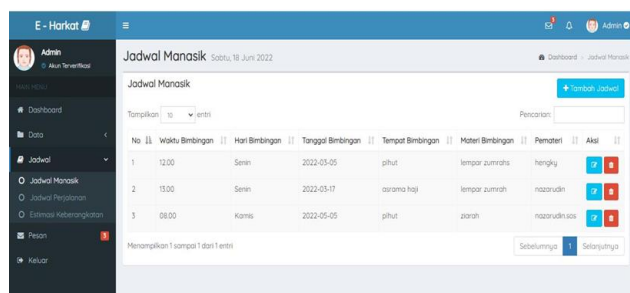 E - Harkat
Admin
Admin
Akun Terverifikasi
Jadwal Manasik Sabtu, 18 Juni 2022
Dashboard > Jadwal Manasik
MAIN MENU
Dashboard
Data
Jadwal
Jadwal Manasik
Jadwal Perjalanan
Estimasi Keberangkatan
Pesan 1
Keluar
Jadwal Manasik
+ Tambah Jadwal
Tampilkan 10 entri
Pencarian:
No Waktu Bimbingan Hari Bimbingan Tanggal Bimbingan Tempat Bimbingan Materi Bimbingan Pemateri Aksi
1 12.00 Senin 2022-03-05 pihut lempar zumrahs hengky
2 13.00 Senin 2022-03-17 asrama haji lempar zumrah nazarudin
3 08.00 Kamis 2022-05-05 pihut ziarah nazarudin.sos
Menampilkan 1 sampai 1 dari 1 entri
Sebelumnya 1 Selanjutnya